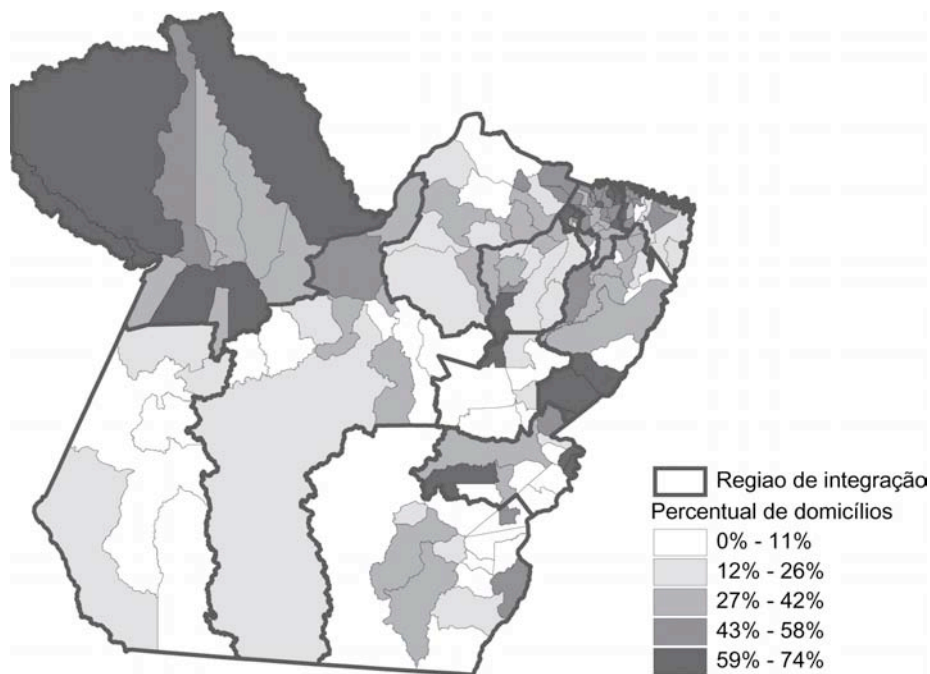 Regiao de integração
Percentual de domicílios
0% - 11%
12% - 26%
27% - 42%
43% - 58%
59% - 74%